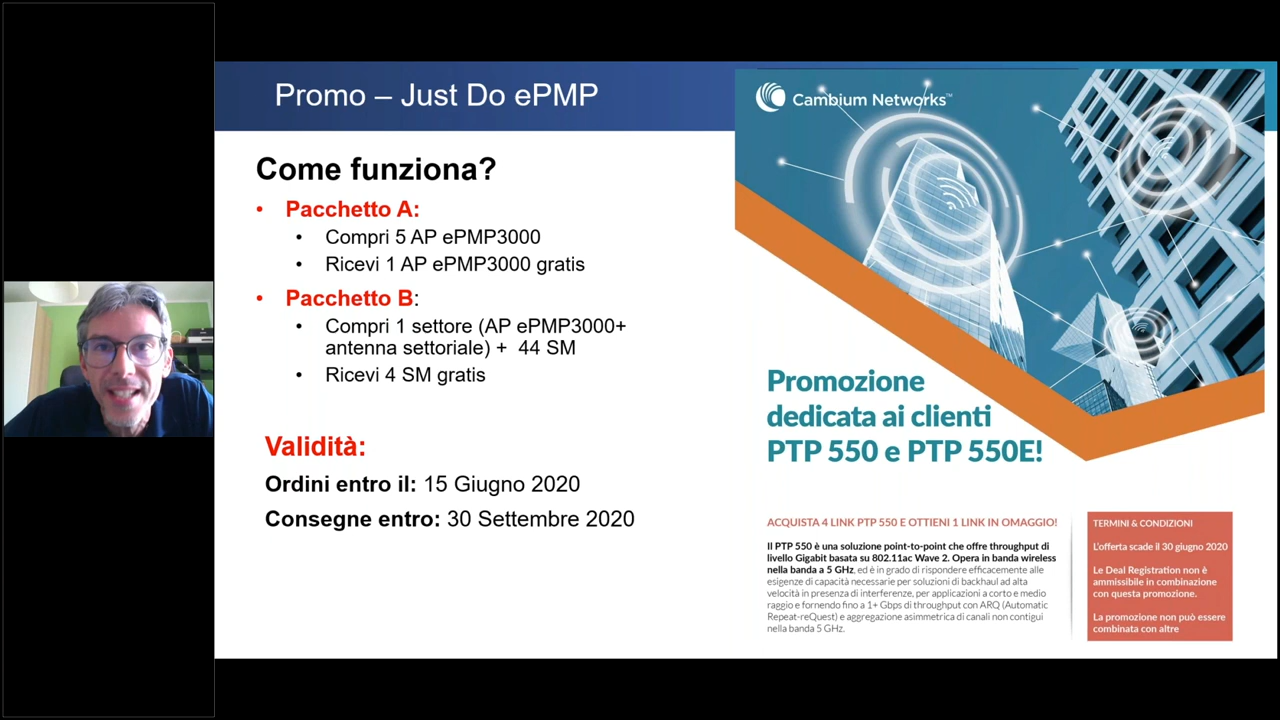 Promo – Just Do ePMP
Come funziona?
• Pacchetto A:
• Compri 5 AP ePMP3000
• Ricevi 1 AP ePMP3000 gratis
• Pacchetto B:
• Compri 1 settore (AP ePMP3000+
antenna settoriale) + 44 SM
• Ricevi 4 SM gratis
Validità:
Ordini entro il: 15 Giugno 2020
Consegne entro: 30 Settembre 2020
Cambium Networks™
Promozione
dedicata ai clienti
PTP 550 e PTP 550E!
ACQUISTA 4 LINK PTP 550 E OTTIENI 1 LINK IN OMAGGIO!
Il PTP 550 è una soluzione point-to-point che offre throughput di
livello Gigabit basata su 802.11ac Wave 2. Opera in banda wireless
nella banda a 5 GHz, ed è in grado di rispondere efficacemente alle
esigenze di capacità necessarie per soluzioni di backhaul ad alta
velocità in presenza di interferenze, per applicazioni a corto e medio
raggio e fornendo fino a 1+ Gbps di throughput con ARQ (Automatic
Repeat-reQuest) e aggregazione asimmetrica di canali non contigui
nella banda 5 GHz.
TERMINI & CONDIZIONI
L'offerta scade il 30 giugno 2020
Le Deal Registration non è
ammissibile in combinazione
con questa promozione.
La promozione non può essere
combinata con altre